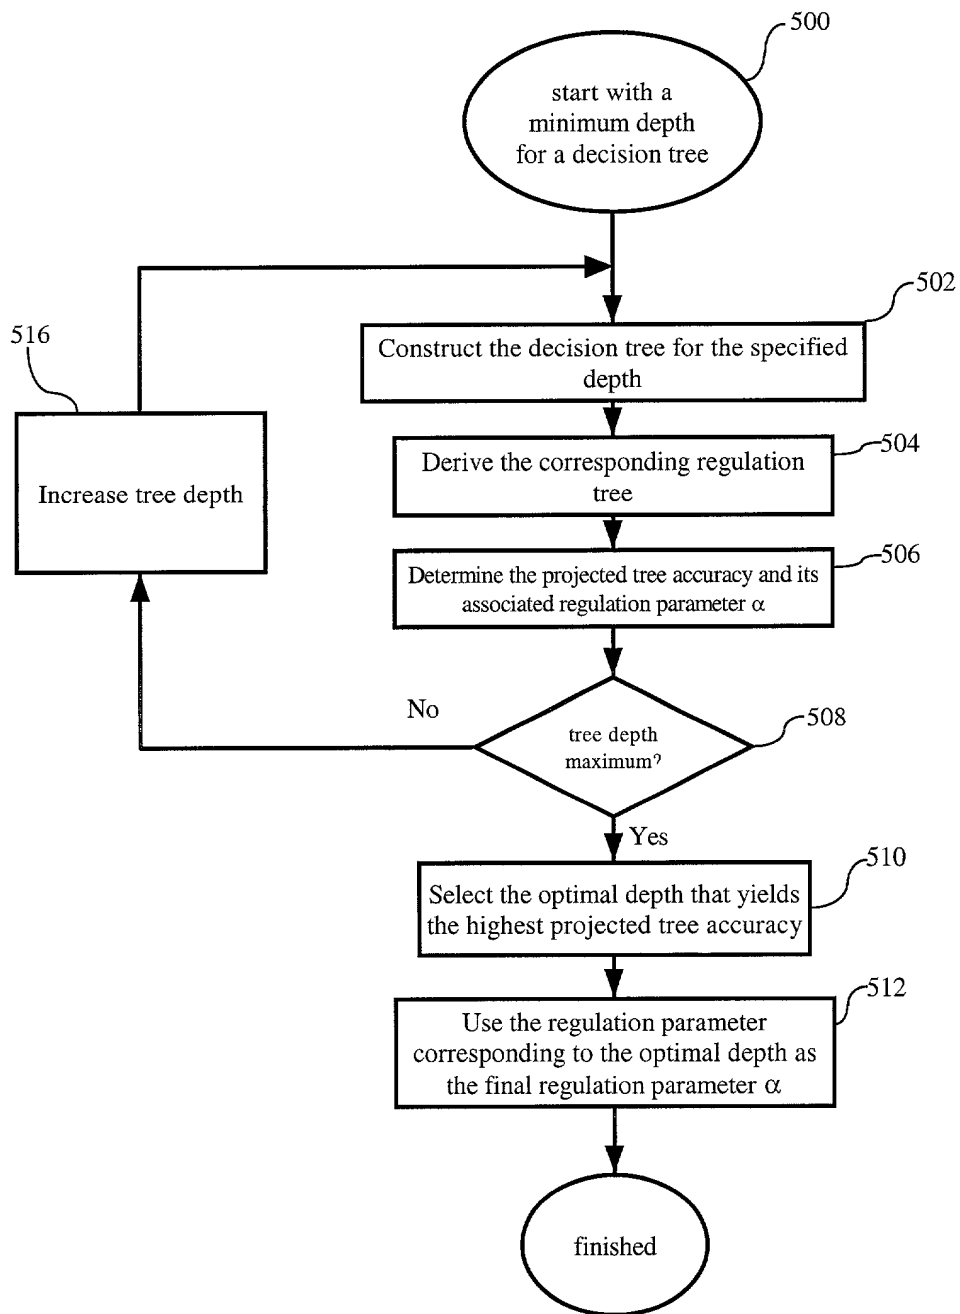 500
start with a
minimum depth
for a decision tree
502
Construct the decision tree for the specified
depth
516
Increase tree depth
504
Derive the corresponding regulation
tree
506
Determine the projected tree accuracy and its
associated regulation parameter α
No
508
tree depth
maximum?
Yes
510
Select the optimal depth that yields
the highest projected tree accuracy
512
Use the regulation parameter
corresponding to the optimal depth as
the final regulation parameter α
finished